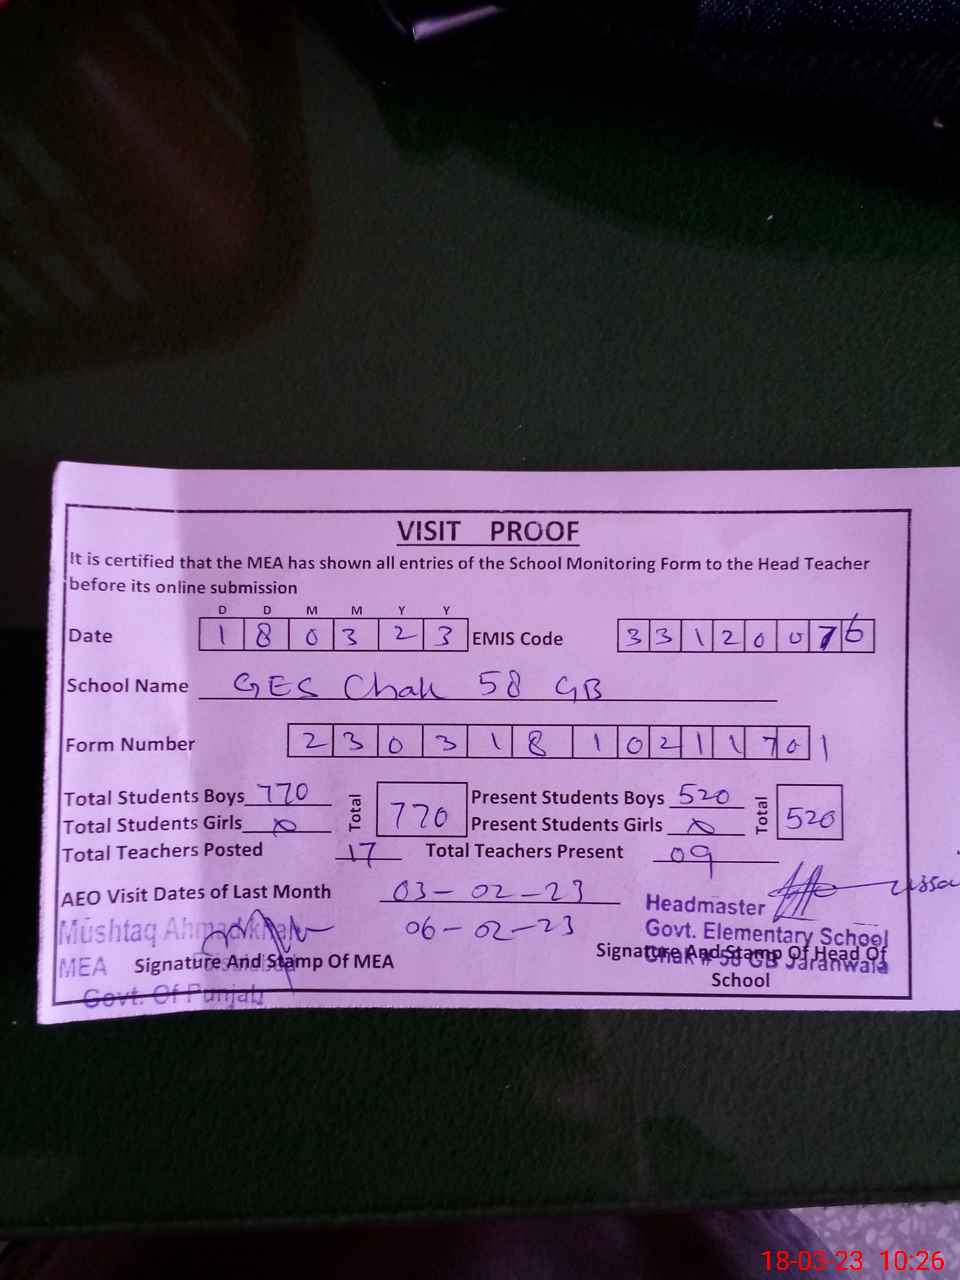 VISIT PROOF
It is certified that the MEA has shown all entries of the School Monitoring Form to the Head Teacher
before its online submission
D D M M Y Y
Date 1 8 0 3 2 3 EMIS Code 3 3 1 2 0 0 7 6
School Name GES Chak 58 GB
Form Number 2 3 0 3 1 8 1 0 2 1 1 7 0 1
Total Students Boys 770 Total 770 Present Students Boys 520 Total 520
Total Students Girls 0 Present Students Girls 0
Total Teachers Posted 17 Total Teachers Present 09
AEO Visit Dates of Last Month 03-02-23
06-02-23
Headmaster
Govt. Elementary School
Chak # 58 GB Jaranwala
Mushtaq Ahmad
MEA
Govt. Of Punjab
Signature And Stamp Of MEA
Signature And Stamp Of Head Of
School
18-03-23 10:26